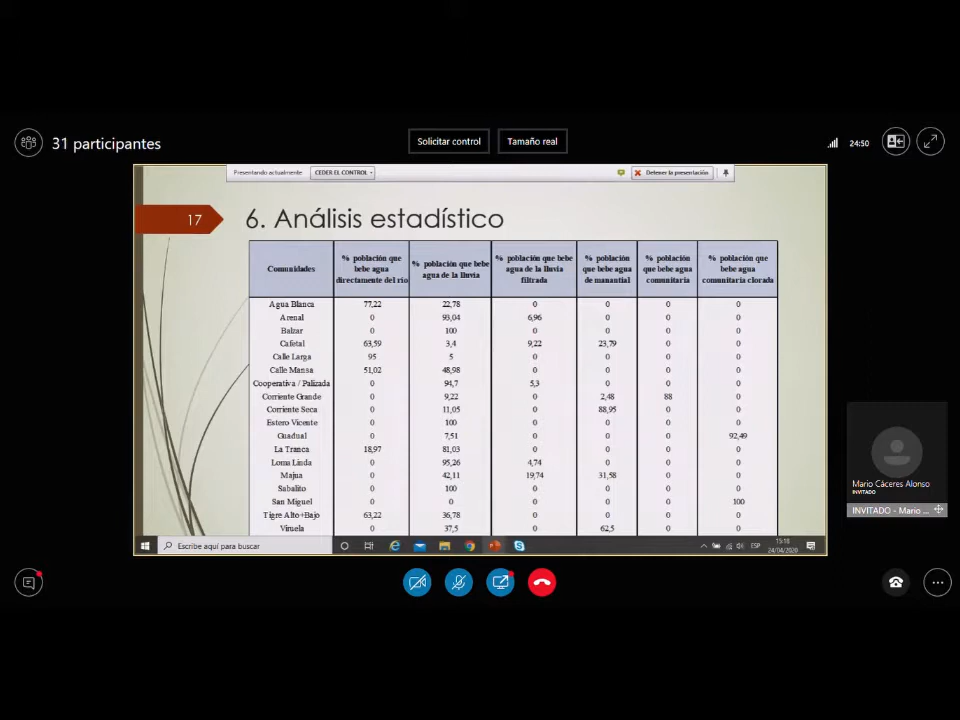 31 participantes
Solicitar control
Tamaño real
24:50
Presentando actualmente
CEDER EL CONTROL
Detener la presentación
17
6. Análisis estadístico
Comunidades | % población que bebe agua directamente del río | % población que bebe agua de la lluvia | % población que bebe agua de la lluvia filtrada | % población que bebe agua de manantial | % población que bebe agua comunitaria | % población que bebe agua comunitaria clorada
Agua Blanca 77,22 22,78 0 0 0 0
Arenal 0 93,04 6,96 0 0 0
Balzar 0 100 0 0 0 0
Cafetal 63,59 3,4 9,22 23,79 0 0
Calle Larga 95 5 0 0 0 0
Calle Mansa 51,02 48,98 0 0 0 0
Cooperativa / Palizada 0 94,7 5,3 0 0 0
Corriente Grande 0 9,22 0 2,48 88 0
Corriente Seca 0 11,05 0 88,95 0 0
Estero Vicente 0 100 0 0 0 0
Guadual 0 7,51 0 0 0 92,49
La Tranca 18,97 81,03 0 0 0 0
Loma Linda 0 95,26 4,74 0 0 0
Majua 0 42,11 19,74 31,58 0 0
Sabalito 0 100 0 0 0 0
San Miguel 0 0 0 0 0 100
Tigre Alto+Bajo 63,22 36,78 0 0 0 0
Viruela 0 37,5 0 62,5 0 0
Mario Cáceres Alonso
INVITADO
INVITADO - Mario ...
Escribe aquí para buscar
ESP
15:16
24/04/2020